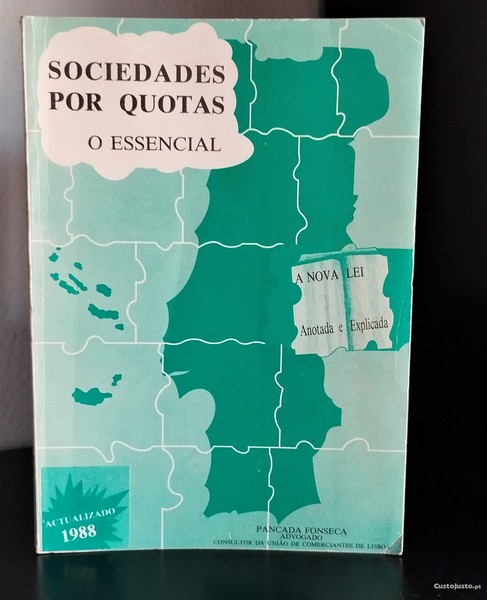 SOCIEDADES
POR QUOTAS
O ESSENCIAL
A NOVA LEI
Anotada e Explicada
ACTUALIZADO
1988
PANCADA FONSECA
ADVOGADO
CONSULTOR DA UNIÃO DE COMERCIANTES DE LISBOA
CustoJusto.pt